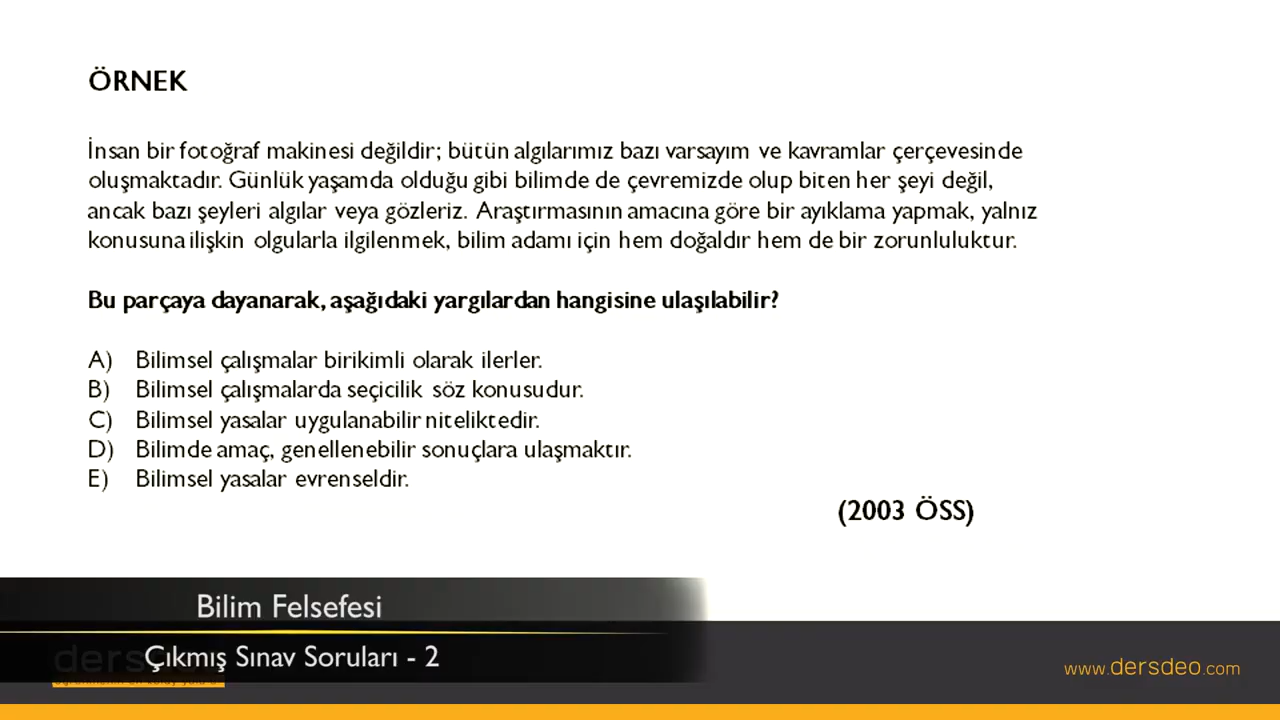 ÖRNEK
İnsan bir fotoğraf makinesi değildir; bütün algılarımız bazı varsayım ve kavramlar çerçevesinde
oluşmaktadır. Günlük yaşamda olduğu gibi bilimde de çevremizde olup biten her şeyi değil,
ancak bazı şeyleri algılar veya gözleriz. Araştırmasının amacına göre bir ayıklama yapmak, yalnız
konusuna ilişkin olgularla ilgilenmek, bilim adamı için hem doğaldır hem de bir zorunluluktur.
Bu parçaya dayanarak, aşağıdaki yargılardan hangisine ulaşılabilir?
A) Bilimsel çalışmalar birikimli olarak ilerler.
B) Bilimsel çalışmalarda seçicilik söz konusudur.
C) Bilimsel yasalar uygulanabilir niteliktedir.
D) Bilimde amaç, genellenebilir sonuçlara ulaşmaktır.
E) Bilimsel yasalar evrenseldir.
(2003 ÖSS)
Bilim Felsefesi
Çıkmış Sınav Soruları - 2
www.dersdeo.com